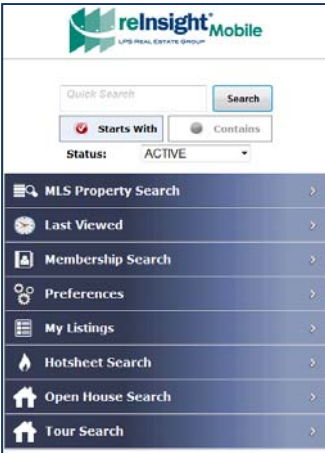 reInsight Mobile
LPS REAL ESTATE GROUP
Quick Search Search
Starts With Contains
Status: ACTIVE
MLS Property Search
Last Viewed
Membership Search
Preferences
My Listings
Hotsheet Search
Open House Search
Tour Search